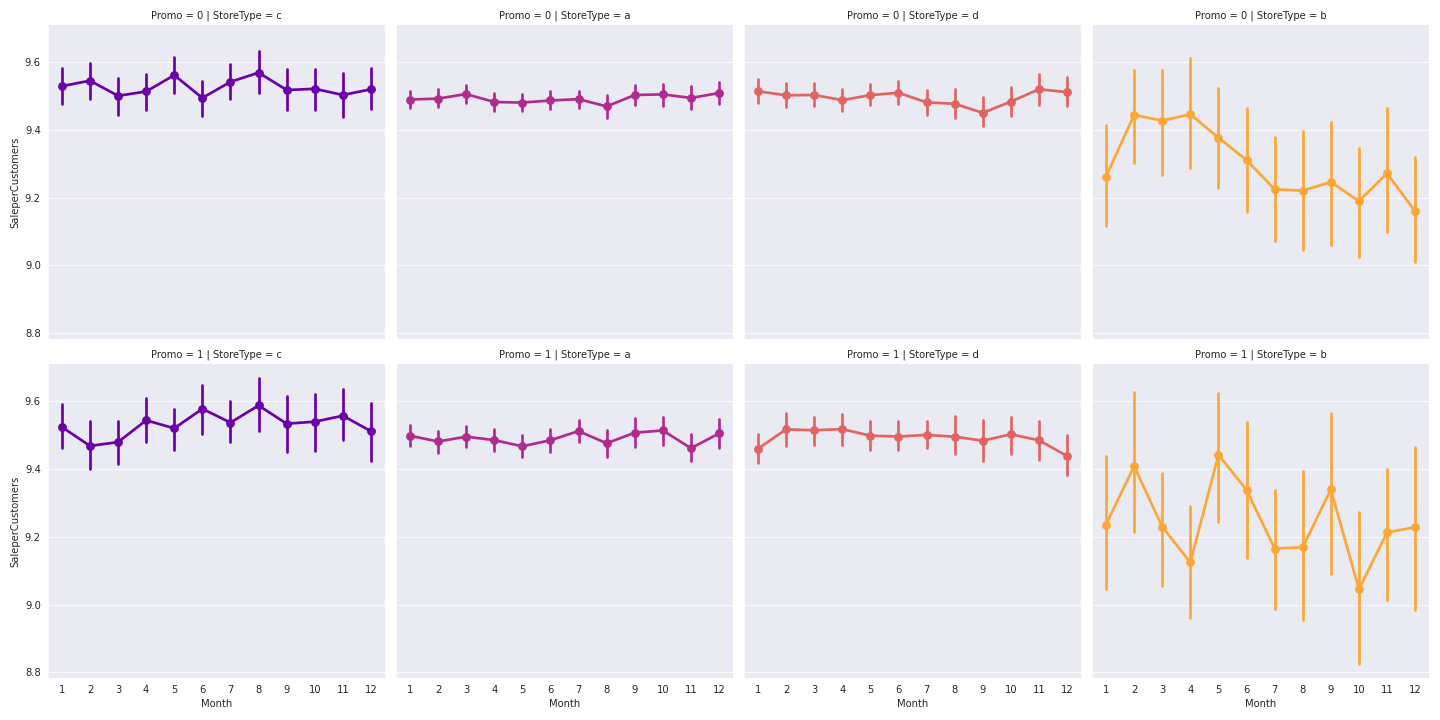 Promo = 0 | StoreType = c
Promo = 0 | StoreType = a
Promo = 0 | StoreType = d
Promo = 0 | StoreType = b
9.6
9.4
9.2
9.0
8.8
SaleperCustomers
Promo = 1 | StoreType = c
Promo = 1 | StoreType = a
Promo = 1 | StoreType = d
Promo = 1 | StoreType = b
9.6
9.4
9.2
9.0
8.8
SaleperCustomers
1 2 3 4 5 6 7 8 9 10 11 12
Month
1 2 3 4 5 6 7 8 9 10 11 12
Month
1 2 3 4 5 6 7 8 9 10 11 12
Month
1 2 3 4 5 6 7 8 9 10 11 12
Month